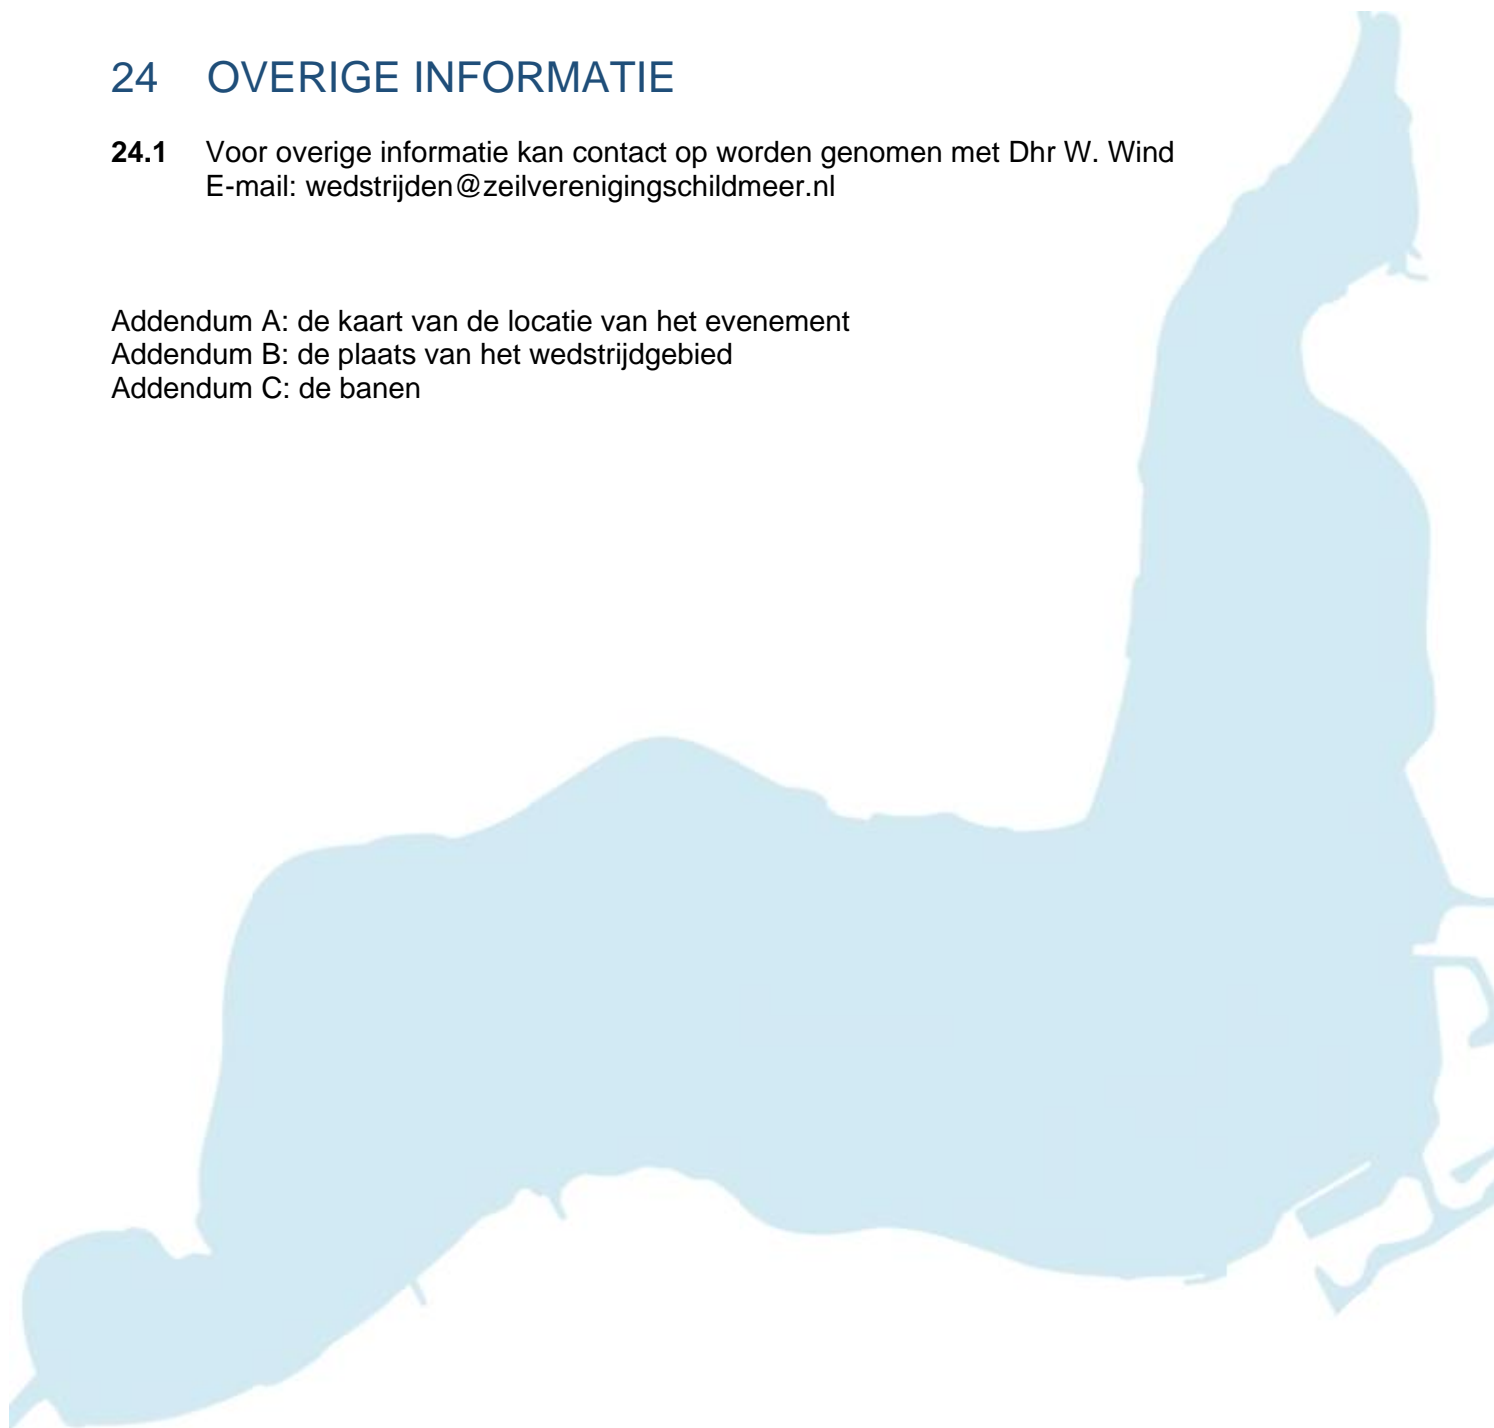 24 OVERIGE INFORMATIE
24.1 Voor overige informatie kan contact op worden genomen met Dhr W. Wind
E-mail: wedstrijden@zeilverenigingschildmeer.nl
Addendum A: de kaart van de locatie van het evenement
Addendum B: de plaats van het wedstrijdgebied
Addendum C: de banen